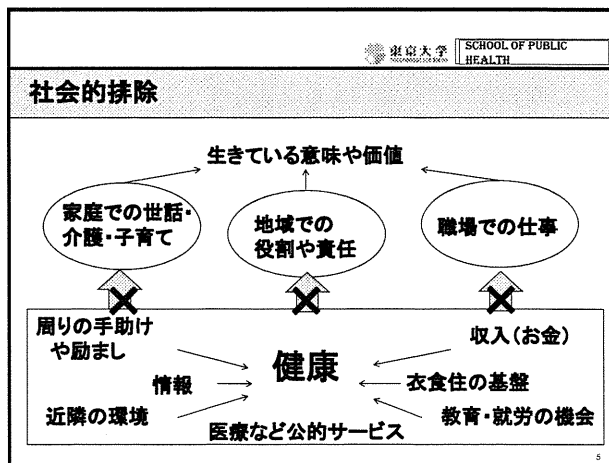 東京大学
SCHOOL OF PUBLIC
HEALTH
社会的排除
生きている意味や価値
家庭での世話・
介護・子育て
地域での
役割や責任
職場での仕事
周りの手助け
や励まし
収入(お金)
健康
情報
衣食住の基盤
近隣の環境
教育・就労の機会
医療など公的サービス
5